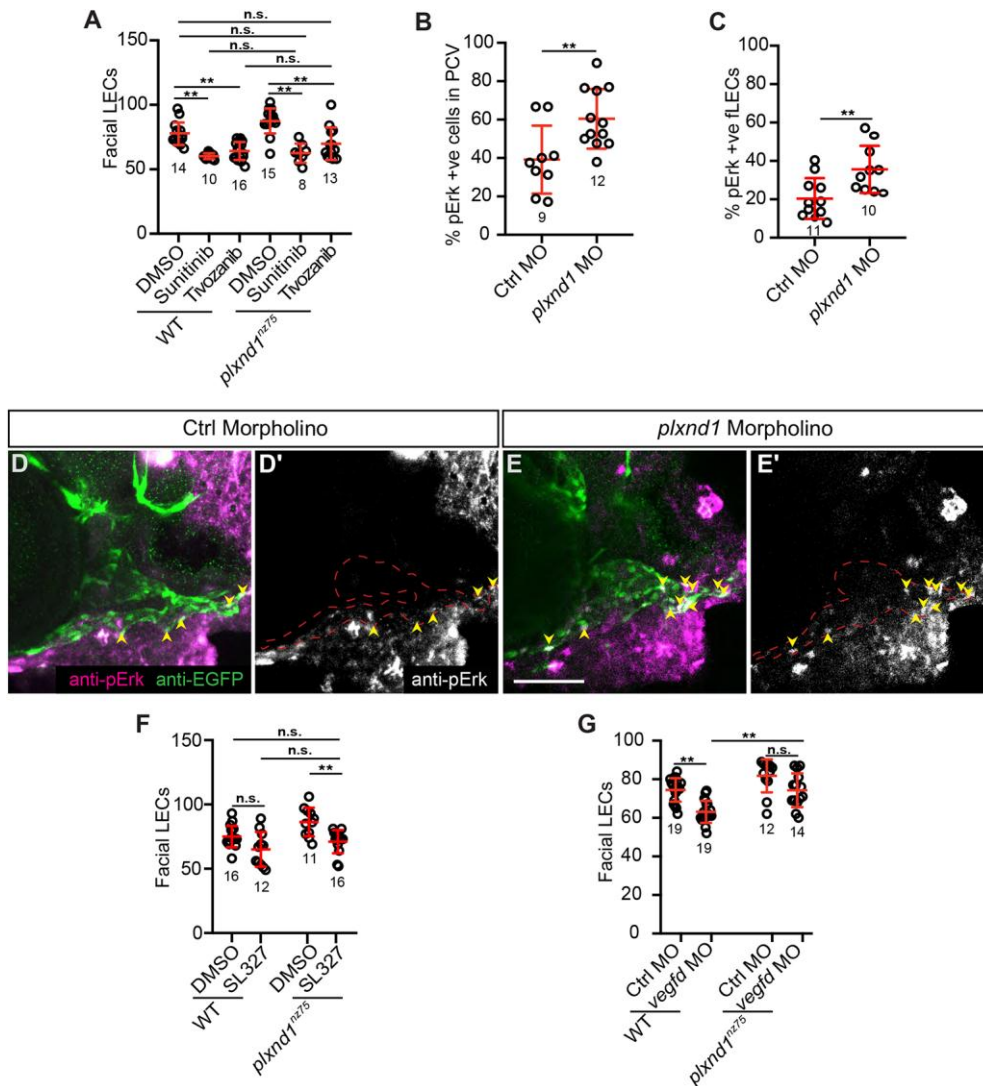 A
Facial LECs
150
100
50
0
n.s.
n.s.
n.s.
n.s.
**
**
**
**
14
10
16
15
8
13
DMSO
Sunitinib
Tivozanib
DMSO
Sunitinib
Tivozanib
WT
plxnd1nz75
B
% pErk +ve cells in PCV
100
80
60
40
20
0
**
9
12
Ctrl MO
plxnd1 MO
C
% pErk +ve fLECs
100
80
60
40
20
0
**
11
10
Ctrl MO
plxnd1 MO
Ctrl Morpholino
plxnd1 Morpholino
D
D'
E
E'
anti-pErk anti-EGFP
anti-pErk
F
Facial LECs
150
100
50
0
n.s.
n.s.
n.s.
**
16
12
11
16
DMSO
SL327
DMSO
SL327
WT
plxnd1nz75
G
Facial LECs
100
80
60
40
20
0
**
**
n.s.
19
19
12
14
Ctrl MO
vegfd MO
Ctrl MO
vegfd MO
WT
plxnd1nz75